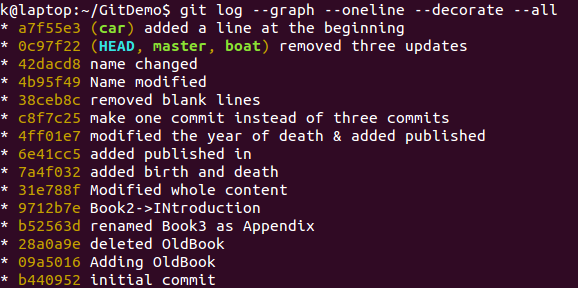 k@laptop:~/GitDemo$ git log --graph --oneline --decorate --all
* a7f55e3 (car) added a line at the beginning
* 0c97f22 (HEAD, master, boat) removed three updates
* 42dacd8 name changed
* 4b95f49 Name modified
* 38ceb8c removed blank lines
* c8f7c25 make one commit instead of three commits
* 4ff01e7 modified the year of death & added published
* 6e41cc5 added published in
* 7a4f032 added birth and death
* 31e788f Modified whole content
* 9712b7e Book2->INtroduction
* b52563d renamed Book3 as Appendix
* 28a0a9e deleted OldBook
* 09a5016 Adding OldBook
* b440952 initial commit